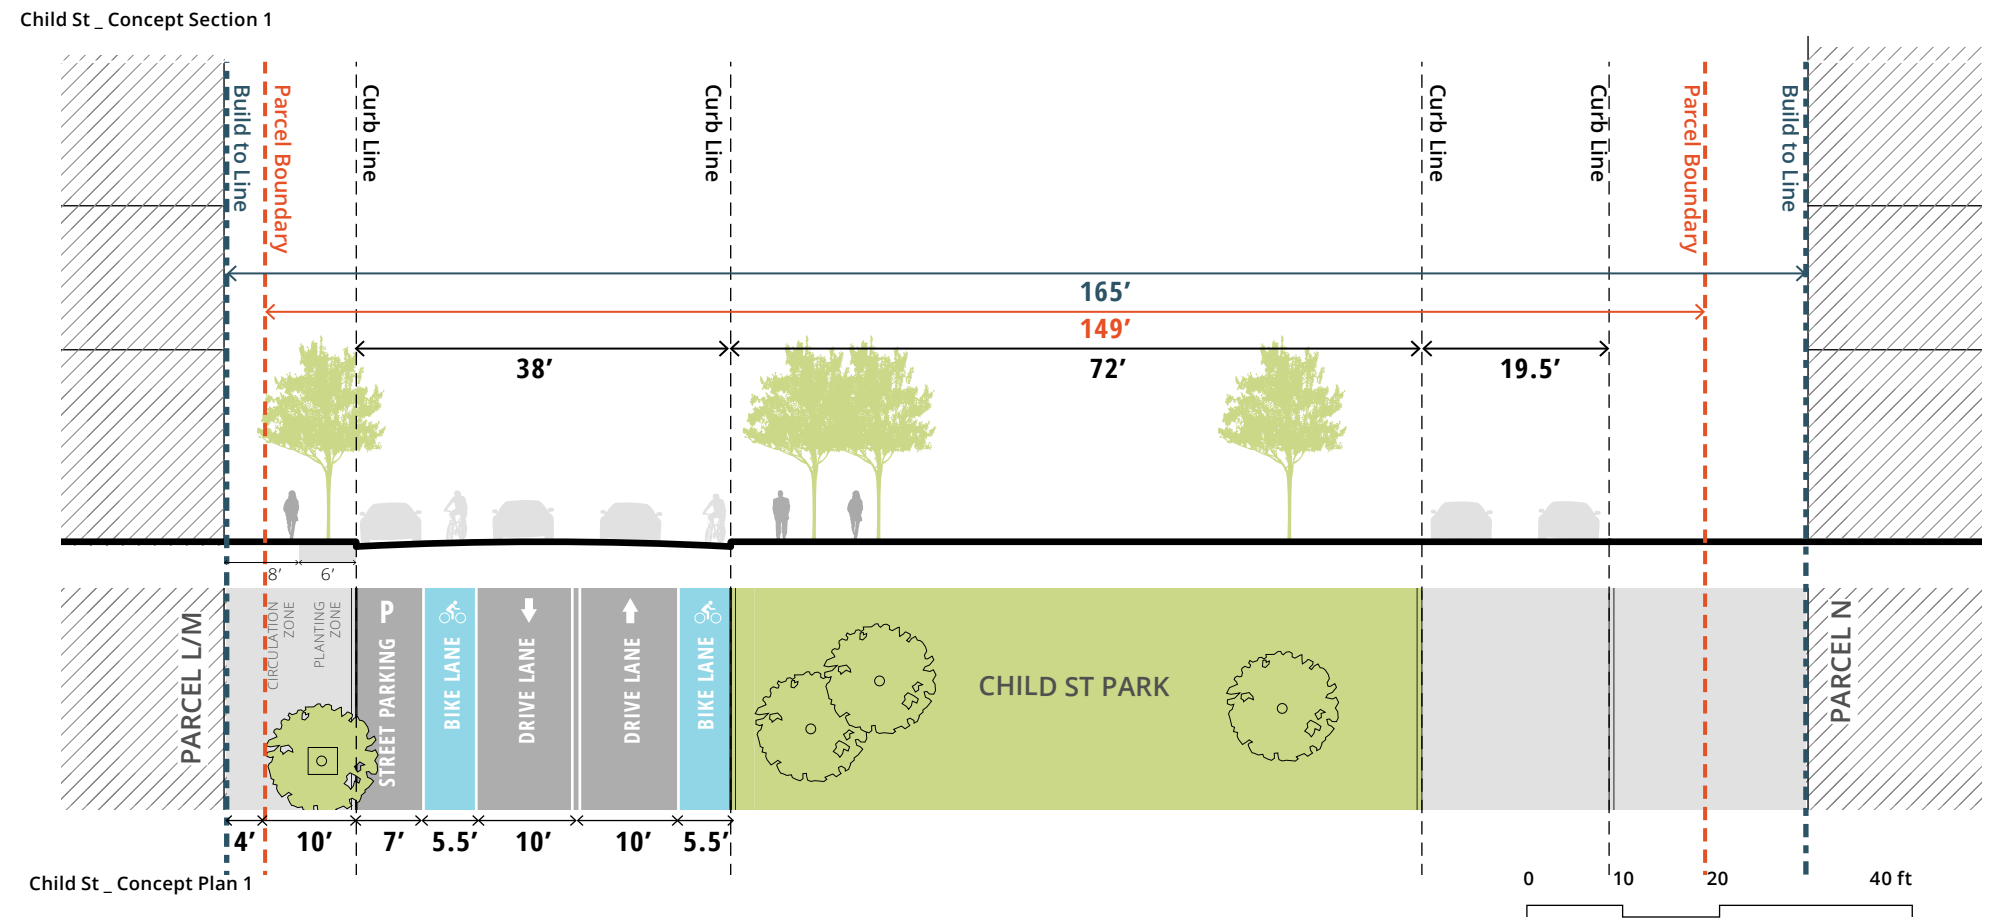 Child St _ Concept Section 1
Build to Line
Parcel Boundary
Curb Line
Curb Line
Curb Line
Curb Line
Parcel Boundary
Build to Line
165’
149’
38’
72’
19.5’
8’
6’
PARCEL L/M
CIRCULATION
ZONE
PLANTING
ZONE
P
STREET PARKING
BIKE LANE
DRIVE LANE
DRIVE LANE
BIKE LANE
CHILD ST PARK
PARCEL N
4’
10’
7’
5.5’
10’
10’
5.5’
Child St _ Concept Plan 1
0
10
20
40 ft